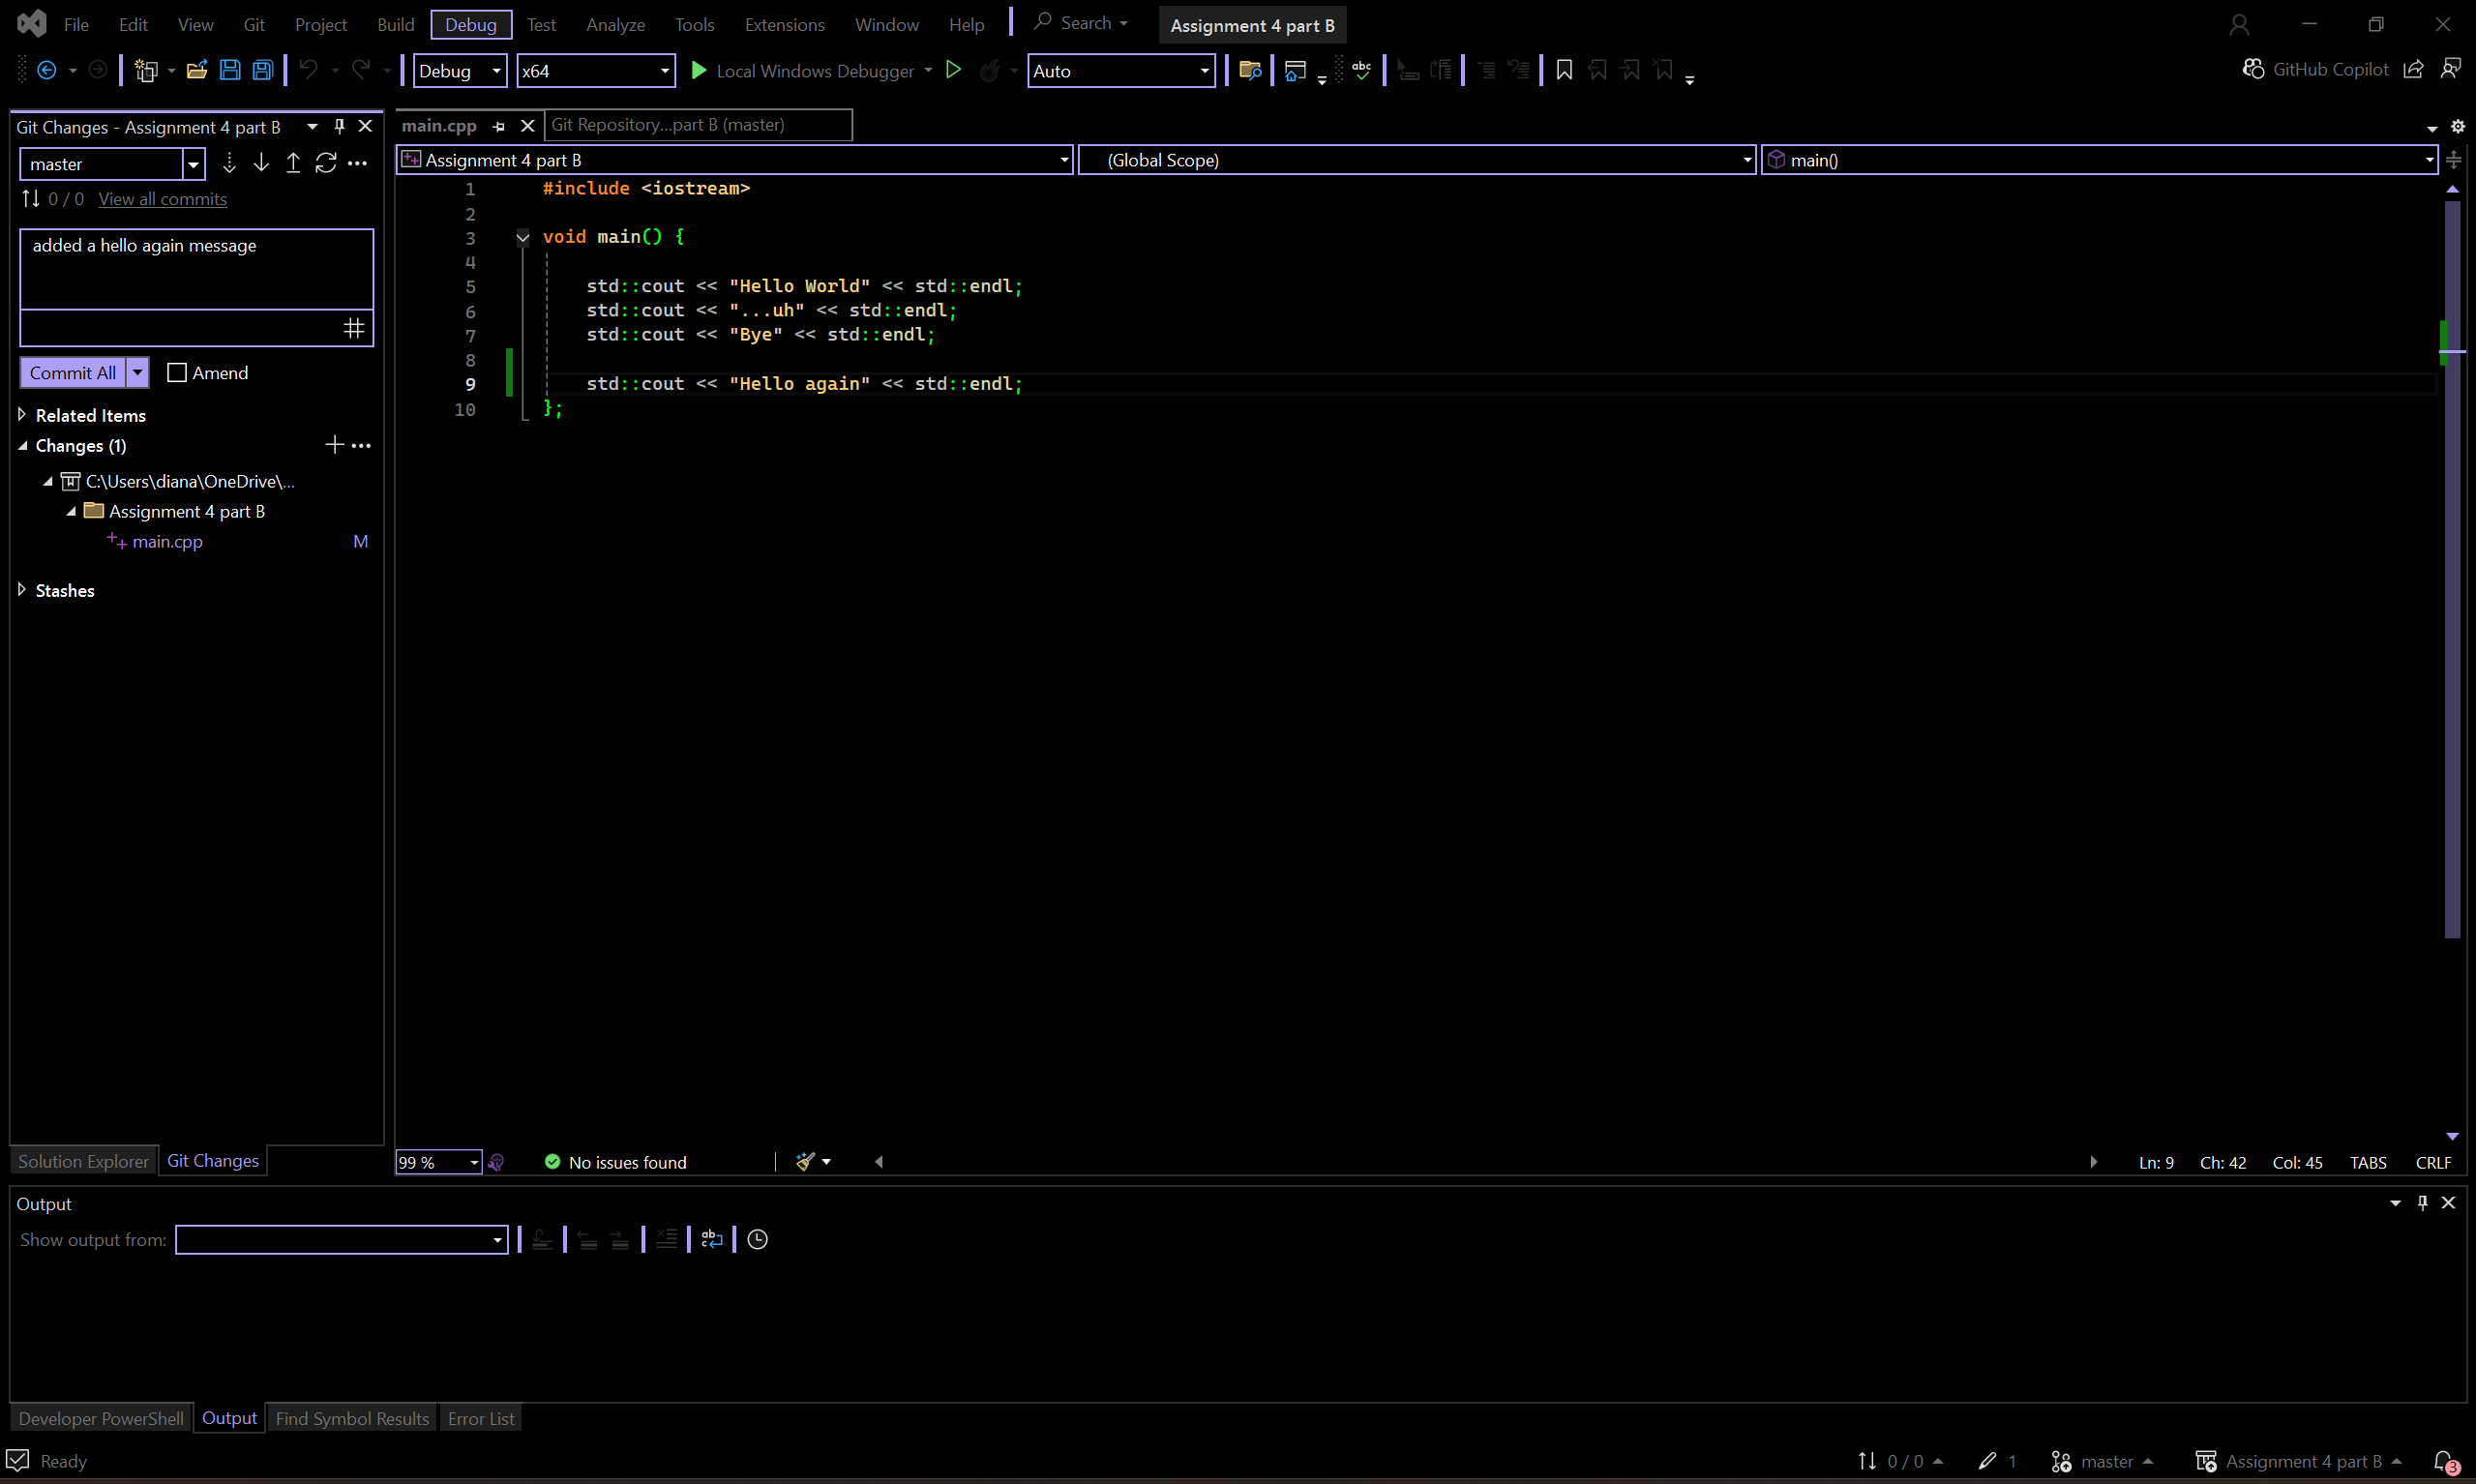 File Edit View Git Project Build Debug Test Analyze Tools Extensions Window Help Search Assignment 4 part B
Debug x64 Local Windows Debugger Auto abc GitHub Copilot
Git Changes - Assignment 4 part B
master
0 / 0 View all commits
added a hello again message
Commit All Amend
Related Items
Changes (1)
C:\Users\diana\OneDrive\...
Assignment 4 part B
main.cpp M
Stashes
Solution Explorer Git Changes
main.cpp Git Repository...part B (master)
Assignment 4 part B (Global Scope) main()
1 #include <iostream>
2
3 void main() {
4
5 std::cout << "Hello World" << std::endl;
6 std::cout << "...uh" << std::endl;
7 std::cout << "Bye" << std::endl;
8
9 std::cout << "Hello again" << std::endl;
10 };
99 % No issues found Ln: 9 Ch: 42 Col: 45 TABS CRLF
Output
Show output from:
Developer PowerShell Output Find Symbol Results Error List
Ready 0 / 0 1 master Assignment 4 part B 3